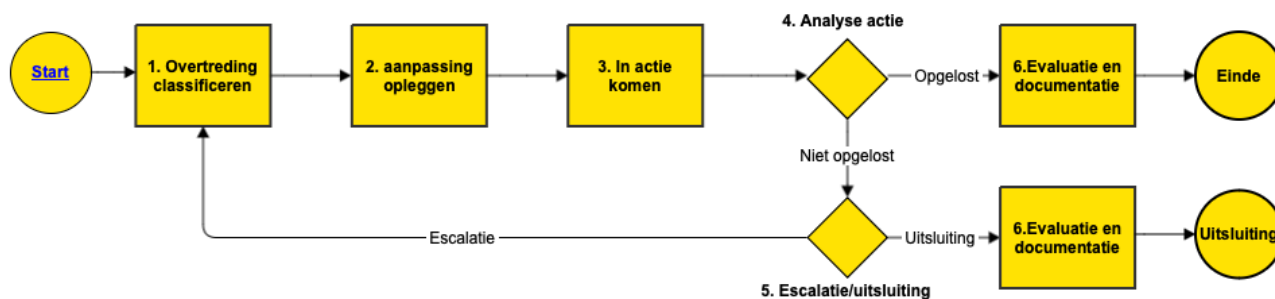 4. Analyse actie
Start
1. Overtreding
classificeren
2. aanpassing
opleggen
3. In actie
komen
Opgelost
6.Evaluatie en
documentatie
Einde
Niet opgelost
Escalatie
Uitsluiting
6.Evaluatie en
documentatie
Uitsluiting
5. Escalatie/uitsluiting